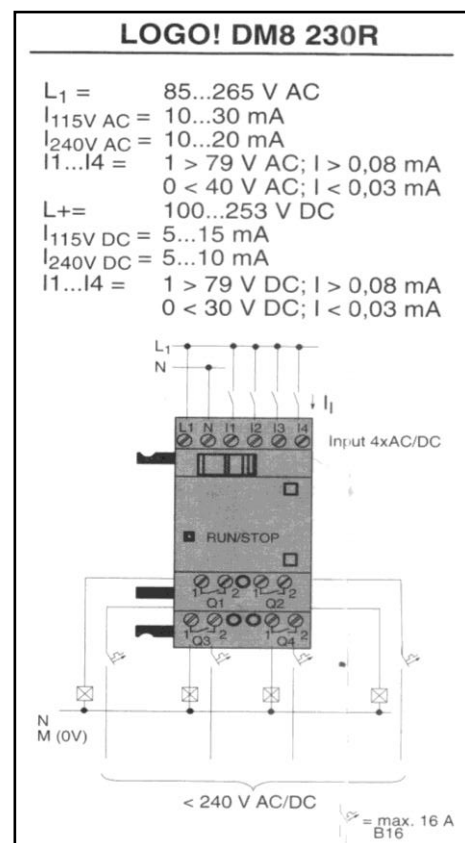 LOGO! DM8 230R
L1 = 85...265 V AC
I115V AC = 10...30 mA
I240V AC = 10...20 mA
I1...I4 = 1 > 79 V AC; I > 0,08 mA
0 < 40 V AC; I < 0,03 mA
L+= 100...253 V DC
I115V DC = 5...15 mA
I240V DC = 5...10 mA
I1...I4 = 1 > 79 V DC; I > 0,08 mA
0 < 30 V DC; I < 0,03 mA
L1
N
II
L1 N I1 I2 I3 I4
Input 4xAC/DC
RUN/STOP
1 2 1 2
Q1 Q2
1 2 1 2
Q3 Q4
N
M (0V)
< 240 V AC/DC
= max. 16 A
B16